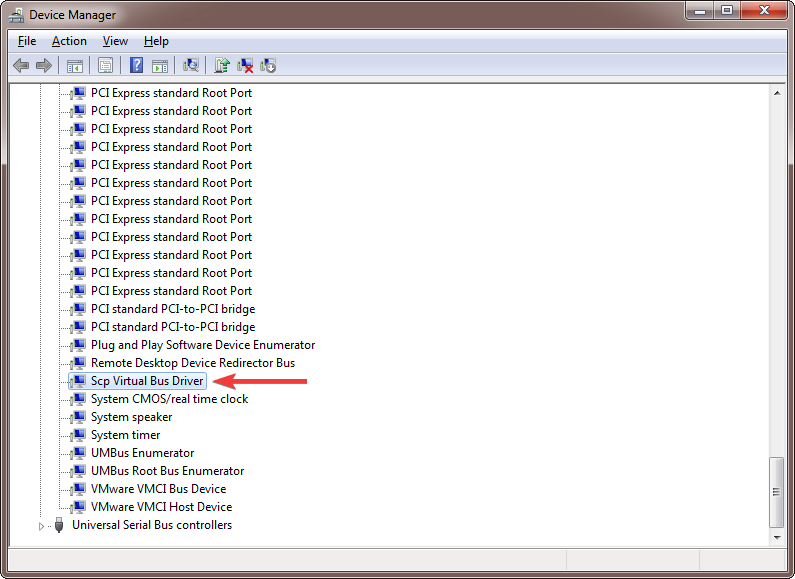 Device Manager
File Action View Help
PCI Express standard Root Port
PCI Express standard Root Port
PCI Express standard Root Port
PCI Express standard Root Port
PCI Express standard Root Port
PCI Express standard Root Port
PCI Express standard Root Port
PCI Express standard Root Port
PCI Express standard Root Port
PCI Express standard Root Port
PCI Express standard Root Port
PCI Express standard Root Port
PCI standard PCI-to-PCI bridge
PCI standard PCI-to-PCI bridge
Plug and Play Software Device Enumerator
Remote Desktop Device Redirector Bus
Scp Virtual Bus Driver
System CMOS/real time clock
System speaker
System timer
UMBus Enumerator
UMBus Root Bus Enumerator
VMware VMCI Bus Device
VMware VMCI Host Device
Universal Serial Bus controllers